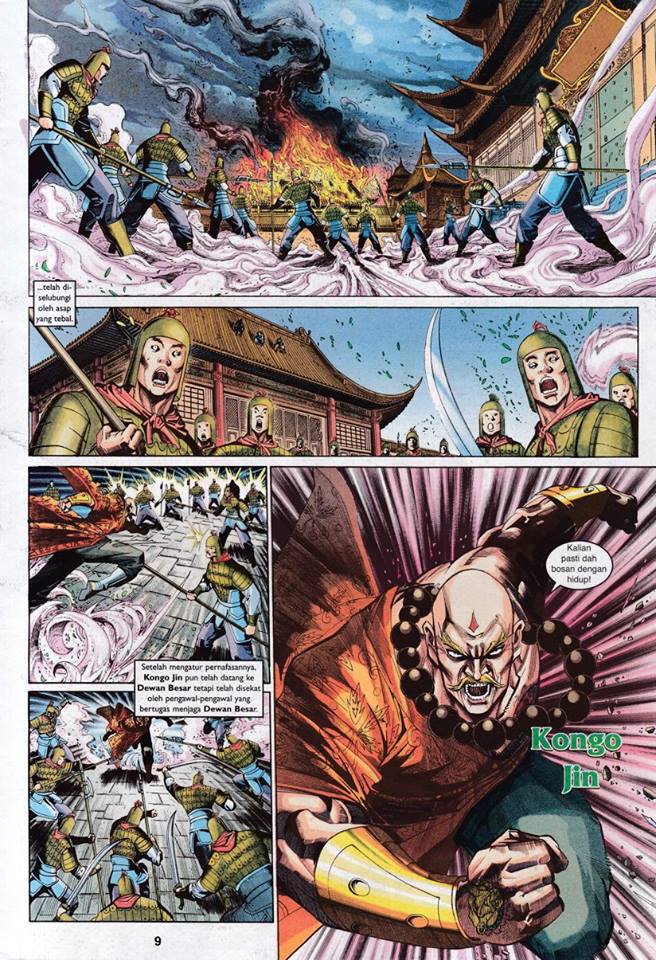 ...telah di-
selubungi
oleh asap
yang tebal.
Setelah mengatur pernafasannya,
Kongo Jin pun telah datang ke
Dewan Besar tetapi telah disekat
oleh pengawal-pengawal yang
bertugas menjaga Dewan Besar.
Kalian
pasti dah
bosan dengan
hidup!
Kongo
Jin
9